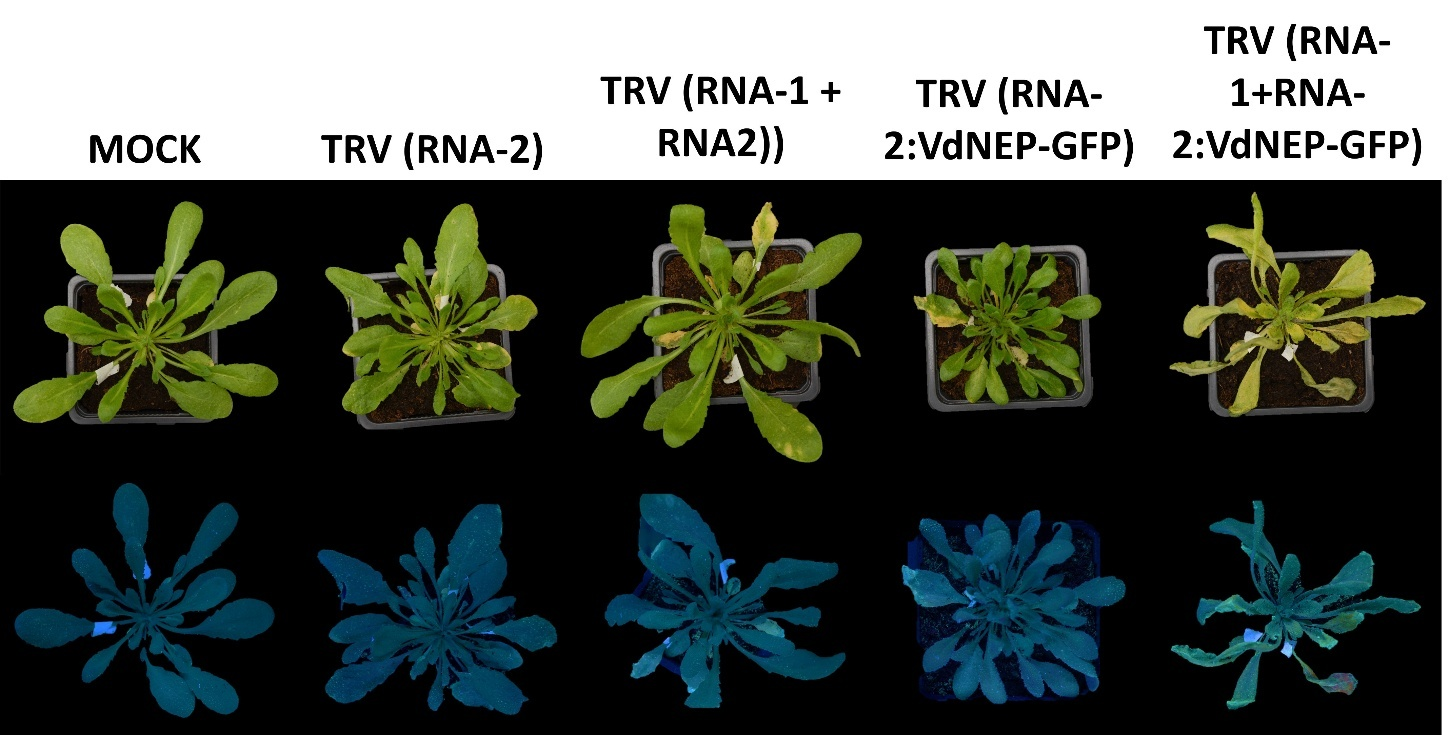 MOCK
TRV (RNA-2)
TRV (RNA-1 +
RNA2))
TRV (RNA-
2:VdNEP-GFP)
TRV (RNA-
1+RNA-
2:VdNEP-GFP)